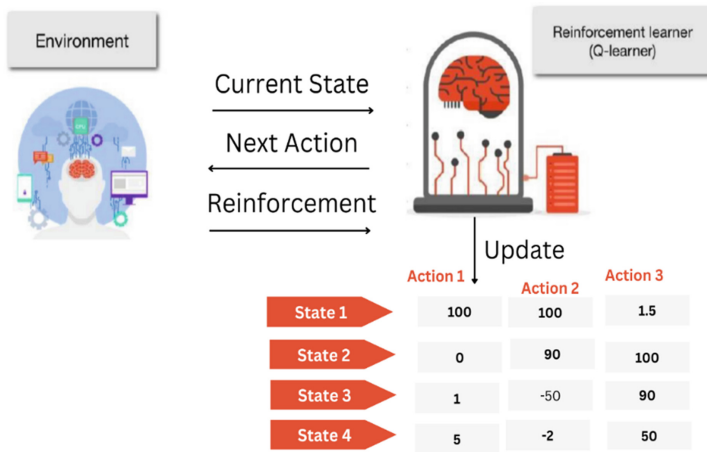 Environment
Reinforcement learner
(Q-learner)
Current State
Next Action
Reinforcement
Update
Action 1
Action 2
Action 3
State 1
100
100
1.5
State 2
0
90
100
State 3
1
-50
90
State 4
5
-2
50